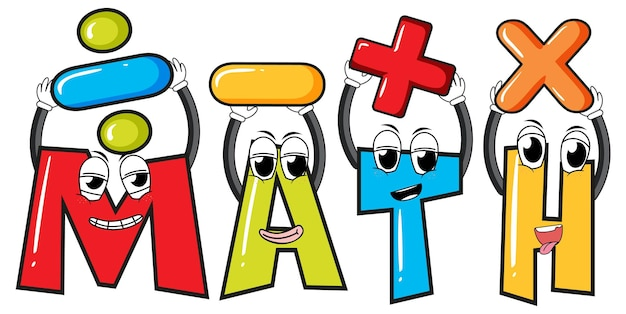 ÷ − + ×
MATH